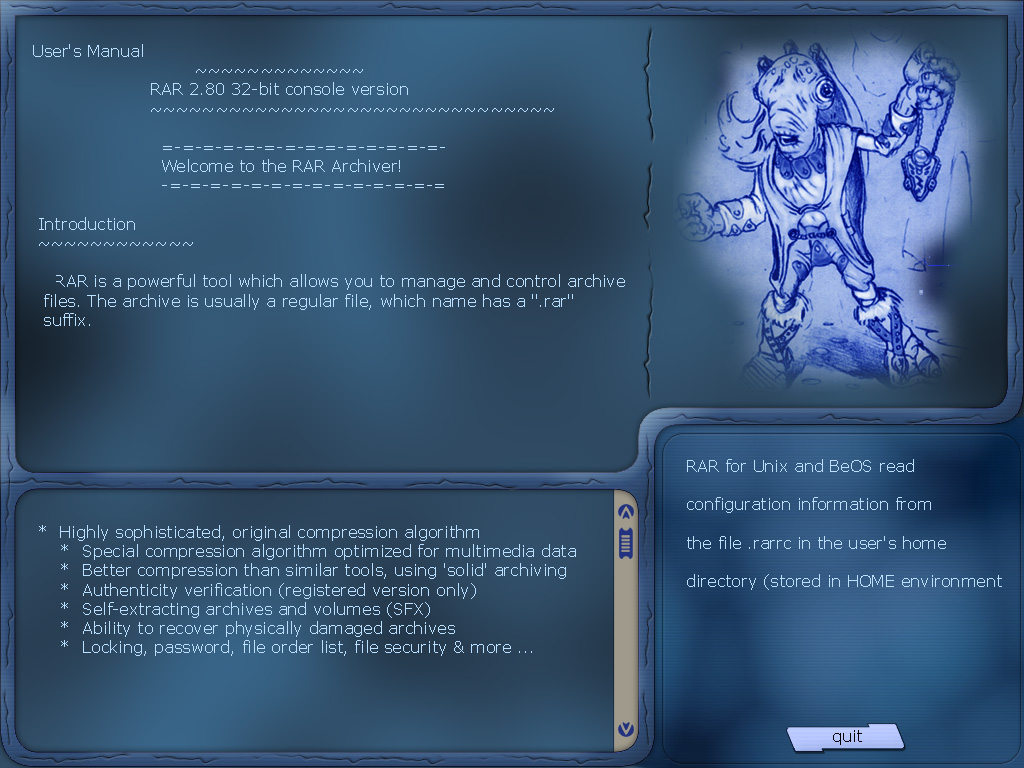 User's Manual
~~~~~~~~~~~~~
RAR 2.80 32-bit console version
~~~~~~~~~~~~~~~~~~~~~~~~~~~~~~~
=-=-=-=-=-=-=-=-=-=-=-=-=-=-
Welcome to the RAR Archiver!
-=-=-=-=-=-=-=-=-=-=-=-=-=-=
Introduction
~~~~~~~~~~~~
RAR is a powerful tool which allows you to manage and control archive
files. The archive is usually a regular file, which name has a ".rar"
suffix.
* Highly sophisticated, original compression algorithm
* Special compression algorithm optimized for multimedia data
* Better compression than similar tools, using 'solid' archiving
* Authenticity verification (registered version only)
* Self-extracting archives and volumes (SFX)
* Ability to recover physically damaged archives
* Locking, password, file order list, file security & more ...
RAR for Unix and BeOS read
configuration information from
the file .rarrc in the user's home
directory (stored in HOME environment
quit